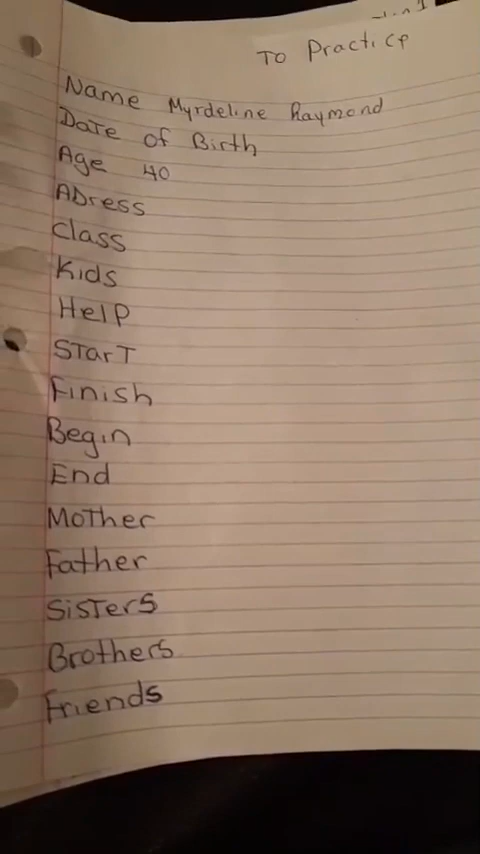 To Practice
Name Myrdeline Raymond
Date of Birth
Age 40
ADress
Class
Kids
Help
Start
Finish
Begin
End
Mother
Father
Sisters
Brothers
Friends